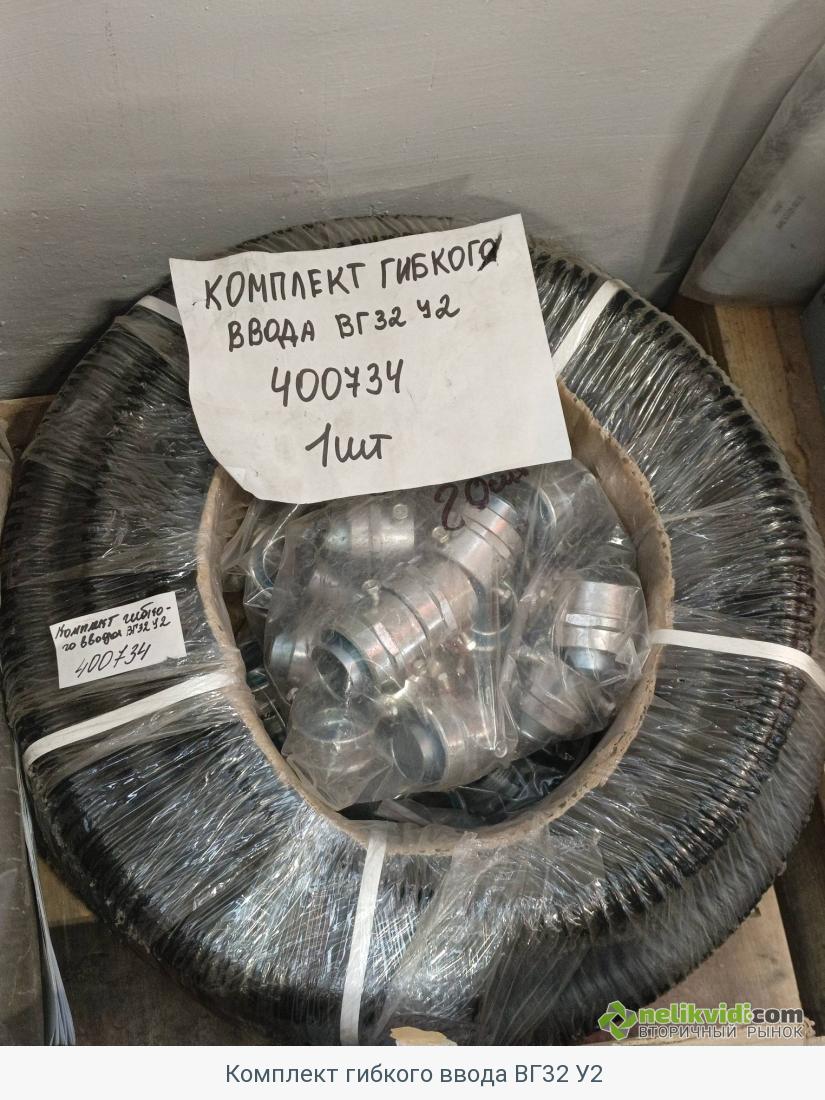 КОМПЛЕКТ ГИБКОГО
ВВОДА ВГ32 У2
400734
1шт
20
Комплект гибко-
го ввода ВГ32 У2
400734
nelikvidi.com
ВТОРИЧНЫЙ РЫНОК
Комплект гибкого ввода ВГ32 У2